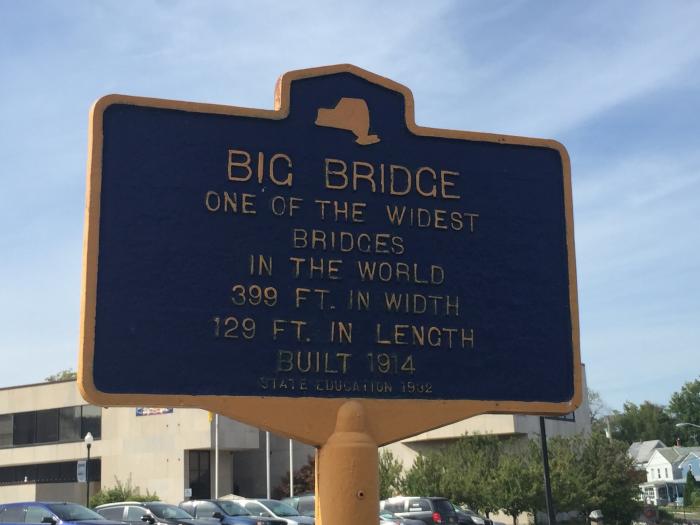 BIG BRIDGE
ONE OF THE WIDEST
BRIDGES
IN THE WORLD
399 FT. IN WIDTH
129 FT. IN LENGTH
BUILT 1914
STATE EDUCATION 1932